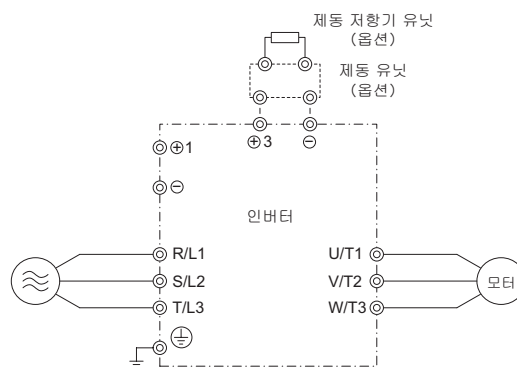 제동 저항기 유닛
(옵션)
제동 유닛
(옵션)
⊕3 ⊖
⊕1
⊖
인버터
R/L1 U/T1
S/L2 V/T2 모터
T/L3 W/T3